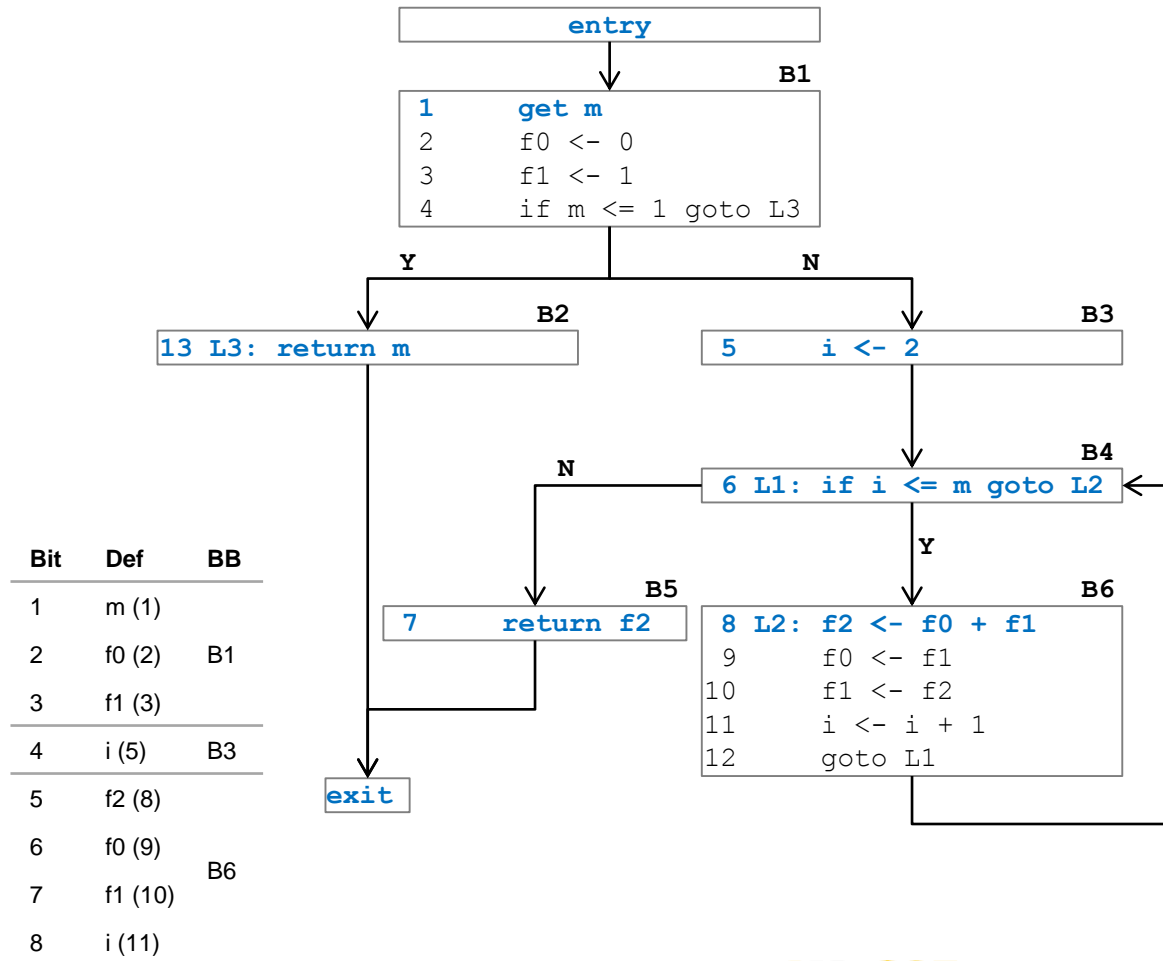 entry
B1
1 get m
2 f0 <- 0
3 f1 <- 1
4 if m <= 1 goto L3
Y
N
B2
13 L3: return m
B3
5 i <- 2
B4
6 L1: if i <= m goto L2
N
Y
B5
7 return f2
B6
8 L2: f2 <- f0 + f1
9 f0 <- f1
10 f1 <- f2
11 i <- i + 1
12 goto L1
exit
Bit Def BB
1 m (1)
2 f0 (2) B1
3 f1 (3)
4 i (5) B3
5 f2 (8)
6 f0 (9)
B6
7 f1 (10)
8 i (11)